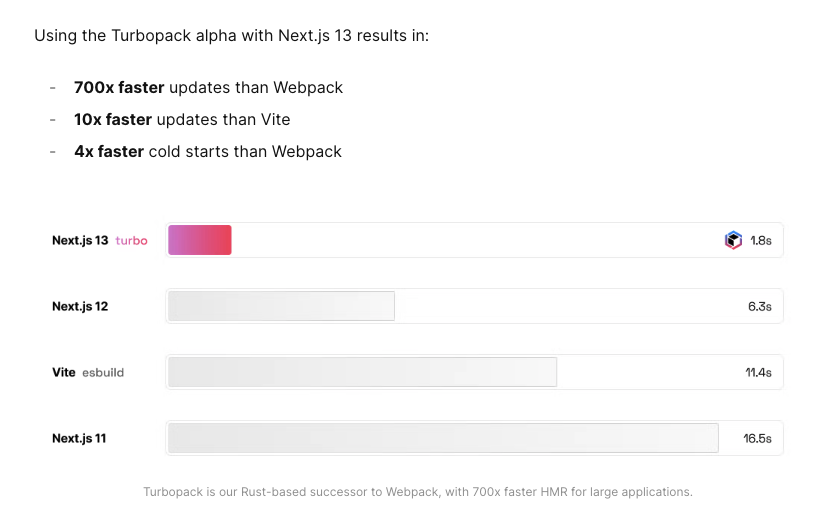 Using the Turbopack alpha with Next.js 13 results in:
- 700x faster updates than Webpack
- 10x faster updates than Vite
- 4x faster cold starts than Webpack
Next.js 13 turbo 1.8s
Next.js 12 6.3s
Vite esbuild 11.4s
Next.js 11 16.5s
Turbopack is our Rust-based successor to Webpack, with 700x faster HMR for large applications.